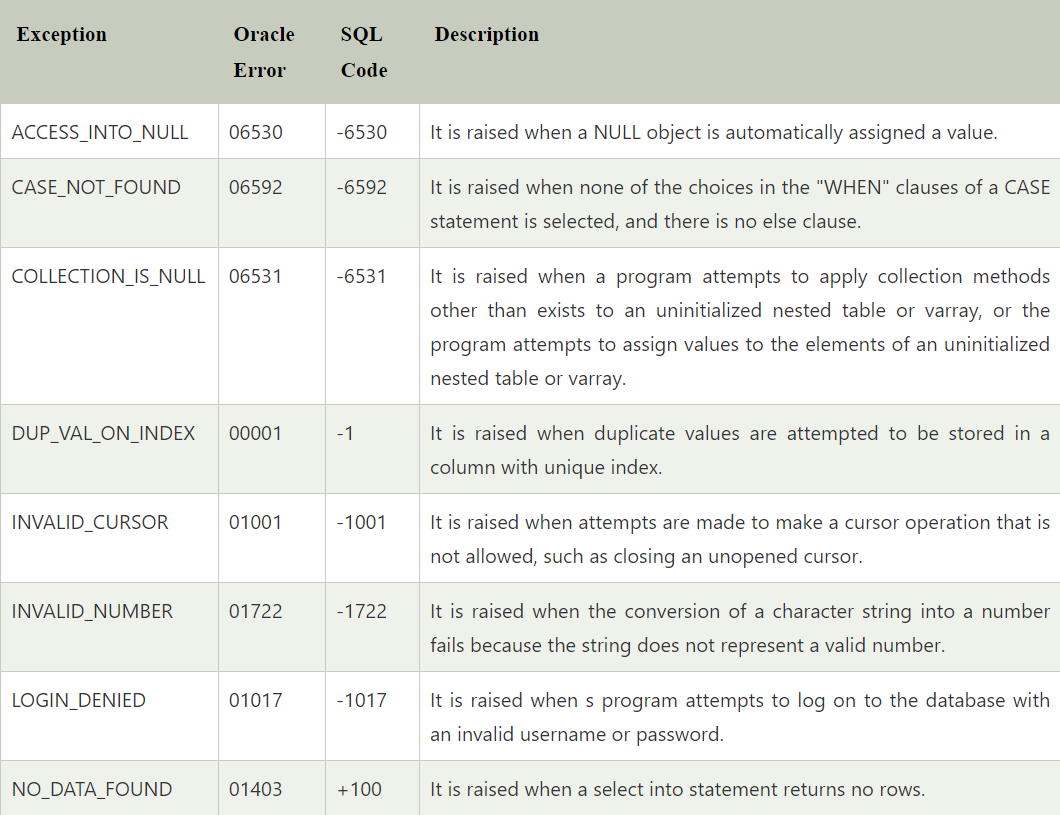 Exception Oracle Error SQL Code Description
ACCESS_INTO_NULL 06530 -6530 It is raised when a NULL object is automatically assigned a value.
CASE_NOT_FOUND 06592 -6592 It is raised when none of the choices in the "WHEN" clauses of a CASE
statement is selected, and there is no else clause.
COLLECTION_IS_NULL 06531 -6531 It is raised when a program attempts to apply collection methods
other than exists to an uninitialized nested table or varray, or the
program attempts to assign values to the elements of an uninitialized
nested table or varray.
DUP_VAL_ON_INDEX 00001 -1 It is raised when duplicate values are attempted to be stored in a
column with unique index.
INVALID_CURSOR 01001 -1001 It is raised when attempts are made to make a cursor operation that is
not allowed, such as closing an unopened cursor.
INVALID_NUMBER 01722 -1722 It is raised when the conversion of a character string into a number
fails because the string does not represent a valid number.
LOGIN_DENIED 01017 -1017 It is raised when s program attempts to log on to the database with
an invalid username or password.
NO_DATA_FOUND 01403 +100 It is raised when a select into statement returns no rows.